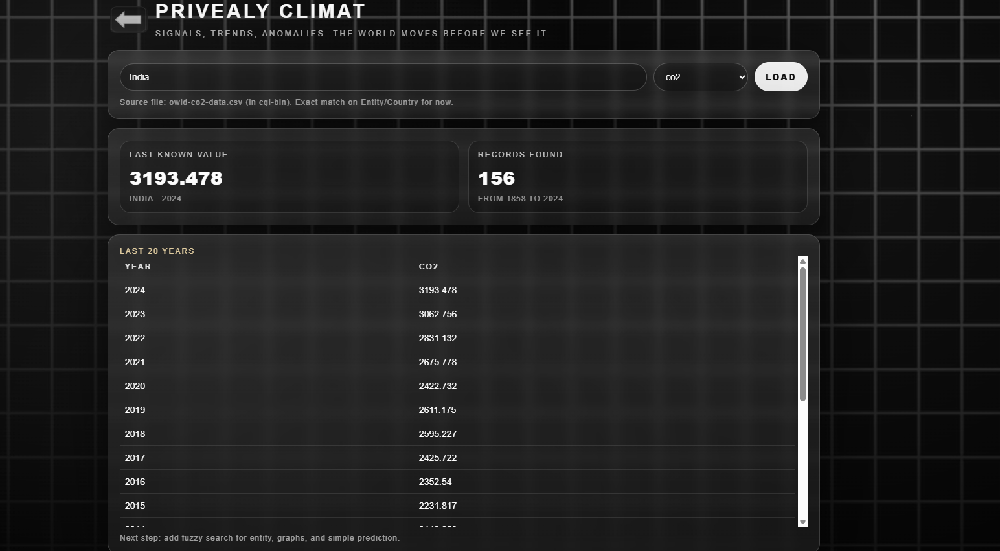 PRIVEALY CLIMAT
SIGNALS, TRENDS, ANOMALIES. THE WORLD MOVES BEFORE WE SEE IT.
India
co2
LOAD
Source file: owid-co2-data.csv (in cgi-bin). Exact match on Entity/Country for now.
LAST KNOWN VALUE
3193.478
INDIA - 2024
RECORDS FOUND
156
FROM 1858 TO 2024
LAST 20 YEARS
YEAR CO2
2024 3193.478
2023 3062.756
2022 2831.132
2021 2675.778
2020 2422.732
2019 2611.175
2018 2595.227
2017 2425.722
2016 2352.54
2015 2231.817
Next step: add fuzzy search for entity, graphs, and simple prediction.